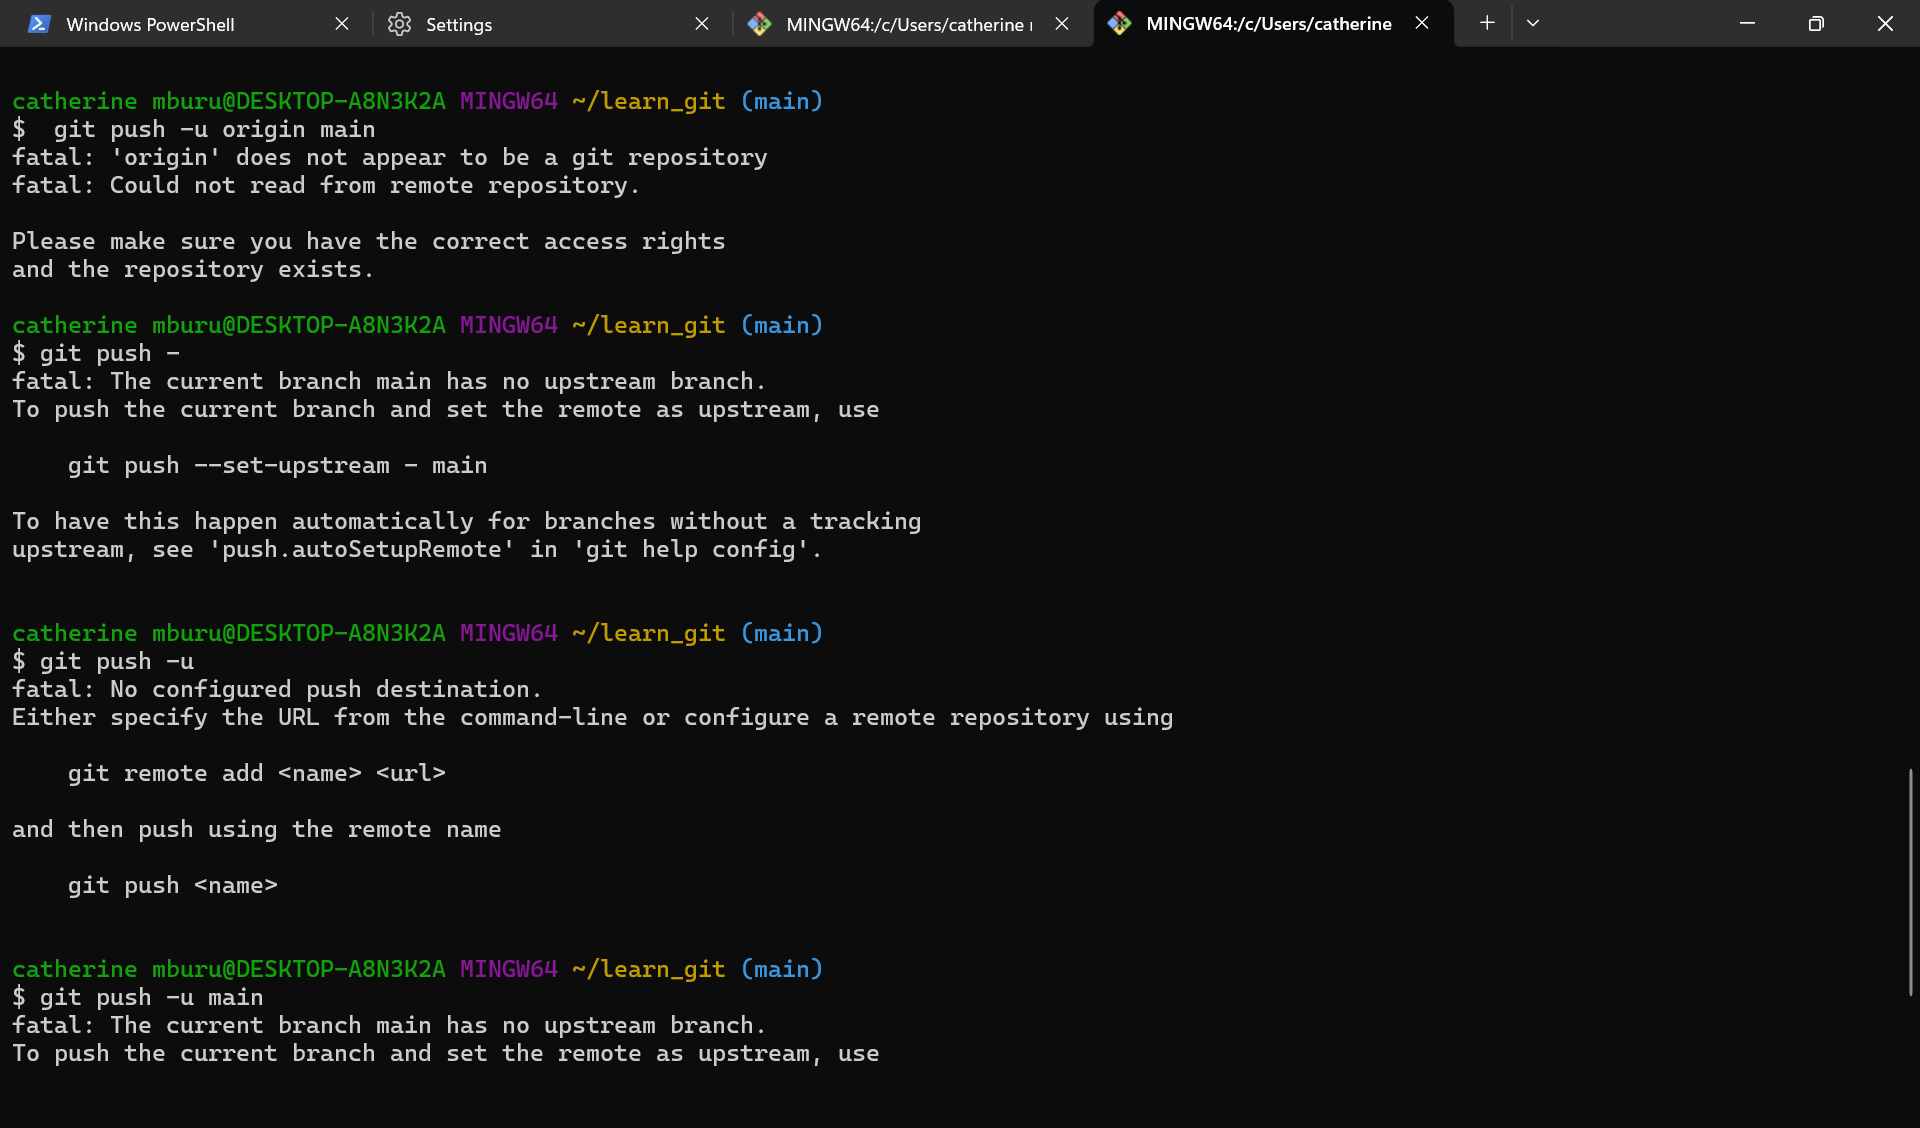 Windows PowerShell
Settings
MINGW64:/c/Users/catherine
MINGW64:/c/Users/catherine
catherine mburu@DESKTOP-A8N3K2A MINGW64 ~/learn_git (main)
$  git push -u origin main
fatal: 'origin' does not appear to be a git repository
fatal: Could not read from remote repository.
Please make sure you have the correct access rights
and the repository exists.
catherine mburu@DESKTOP-A8N3K2A MINGW64 ~/learn_git (main)
$ git push -
fatal: The current branch main has no upstream branch.
To push the current branch and set the remote as upstream, use
git push --set-upstream - main
To have this happen automatically for branches without a tracking
upstream, see 'push.autoSetupRemote' in 'git help config'.
catherine mburu@DESKTOP-A8N3K2A MINGW64 ~/learn_git (main)
$ git push -u
fatal: No configured push destination.
Either specify the URL from the command-line or configure a remote repository using
git remote add <name> <url>
and then push using the remote name
git push <name>
catherine mburu@DESKTOP-A8N3K2A MINGW64 ~/learn_git (main)
$ git push -u main
fatal: The current branch main has no upstream branch.
To push the current branch and set the remote as upstream, use